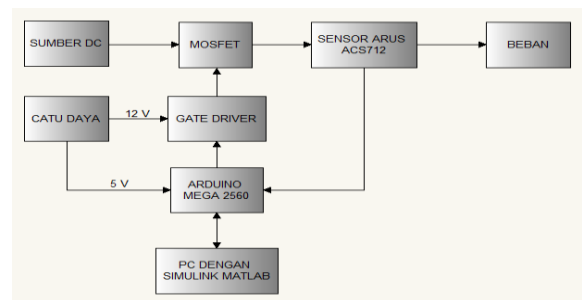 SUMBER DC
MOSFET
SENSOR ARUS
ACS712
BEBAN
CATU DAYA
12 V
GATE DRIVER
5 V
ARDUINO
MEGA 2560
PC DENGAN
SIMULINK MATLAB